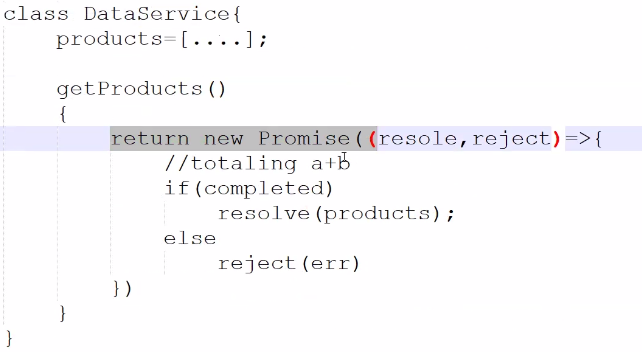 class DataService{
products=[....];
getProducts()
{
return new Promise((resole,reject)=>{
//totaling a+b
if(completed)
resolve(products);
else
reject(err)
})
}
}